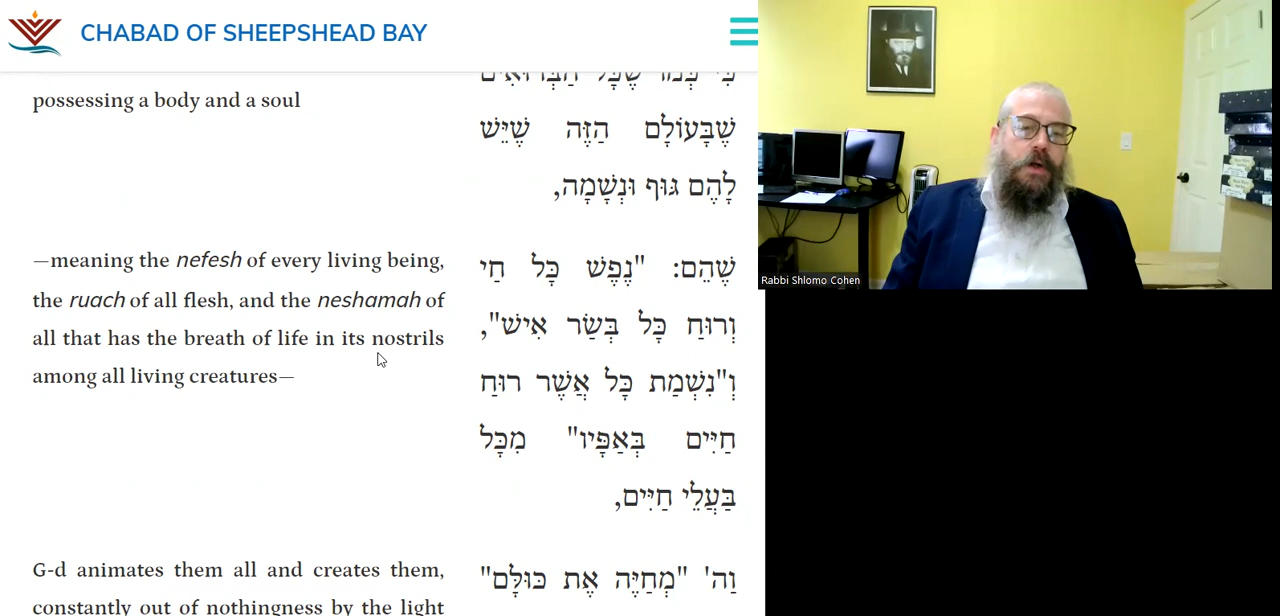 CHABAD OF SHEEPSHEAD BAY
possessing a body and a soul
—meaning the nefesh of every living being,
the ruach of all flesh, and the neshamah of
all that has the breath of life in its nostrils
among all living creatures—
G-d animates them all and creates them,
constantly out of nothingness by the light
כִּי כְּמוֹ שֶׁכָּל הַבְּרוּאִים
שֶׁבָּעוֹלָם הַזֶּה שֶׁיֵּשׁ
לָהֶם גּוּף וּנְשָׁמָה,
שֶׁהֵם: "נֶפֶשׁ כָּל חַי
וְרוּחַ כָּל בְּשַׂר אִישׁ",
וְ"נִשְׁמַת כָּל אֲשֶׁר רוּחַ
חַיִּים בְּאַפָּיו" מִכָּל
בַּעֲלֵי חַיִּים,
וַה' "מְחַיֶּה אֶת כּוּלָּם"
Rabbi Shlomo Cohen